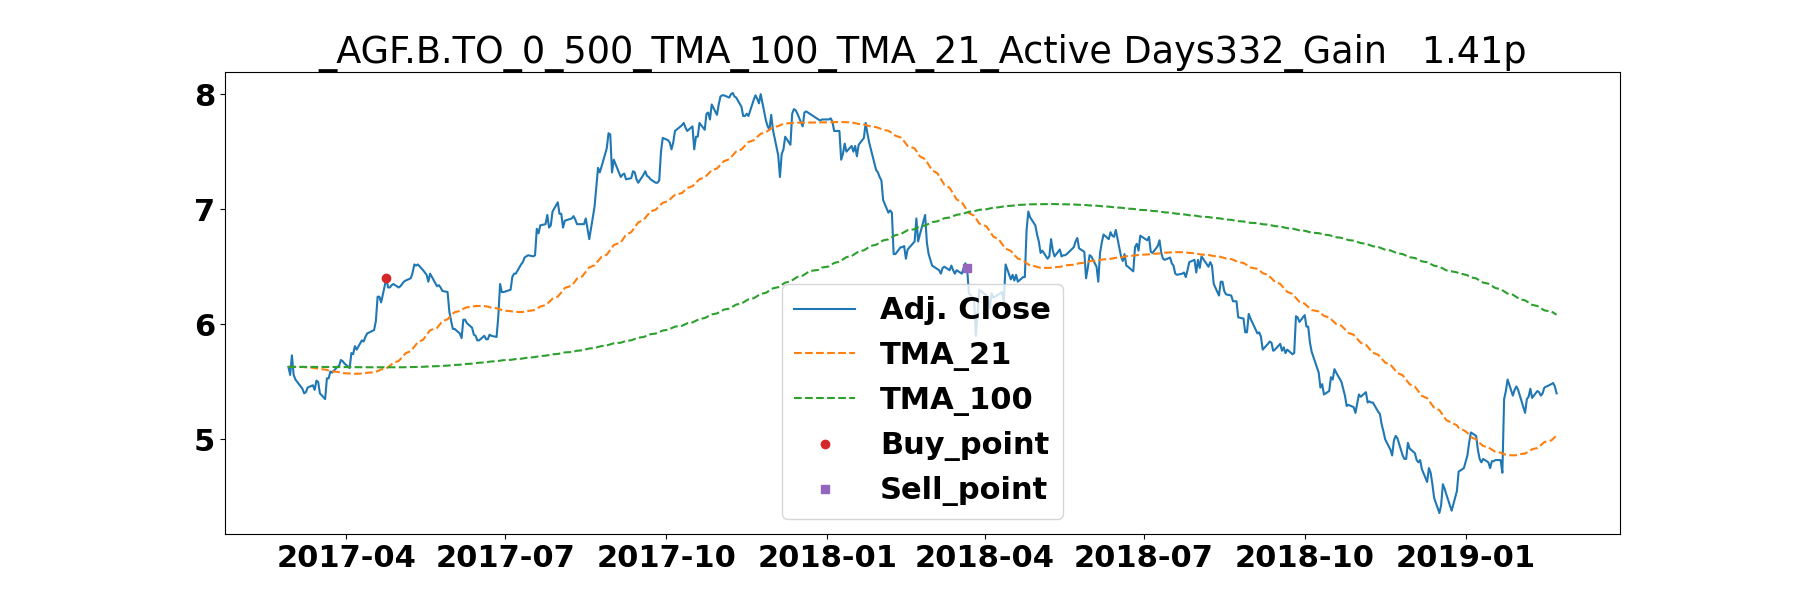 _AGF.B.TO_0_500_TMA_100_TMA_21_Active Days332_Gain   1.41p
8
7
6
5
Adj. Close
TMA_21
TMA_100
Buy_point
Sell_point
2017-04 2017-07 2017-10 2018-01 2018-04 2018-07 2018-10 2019-01